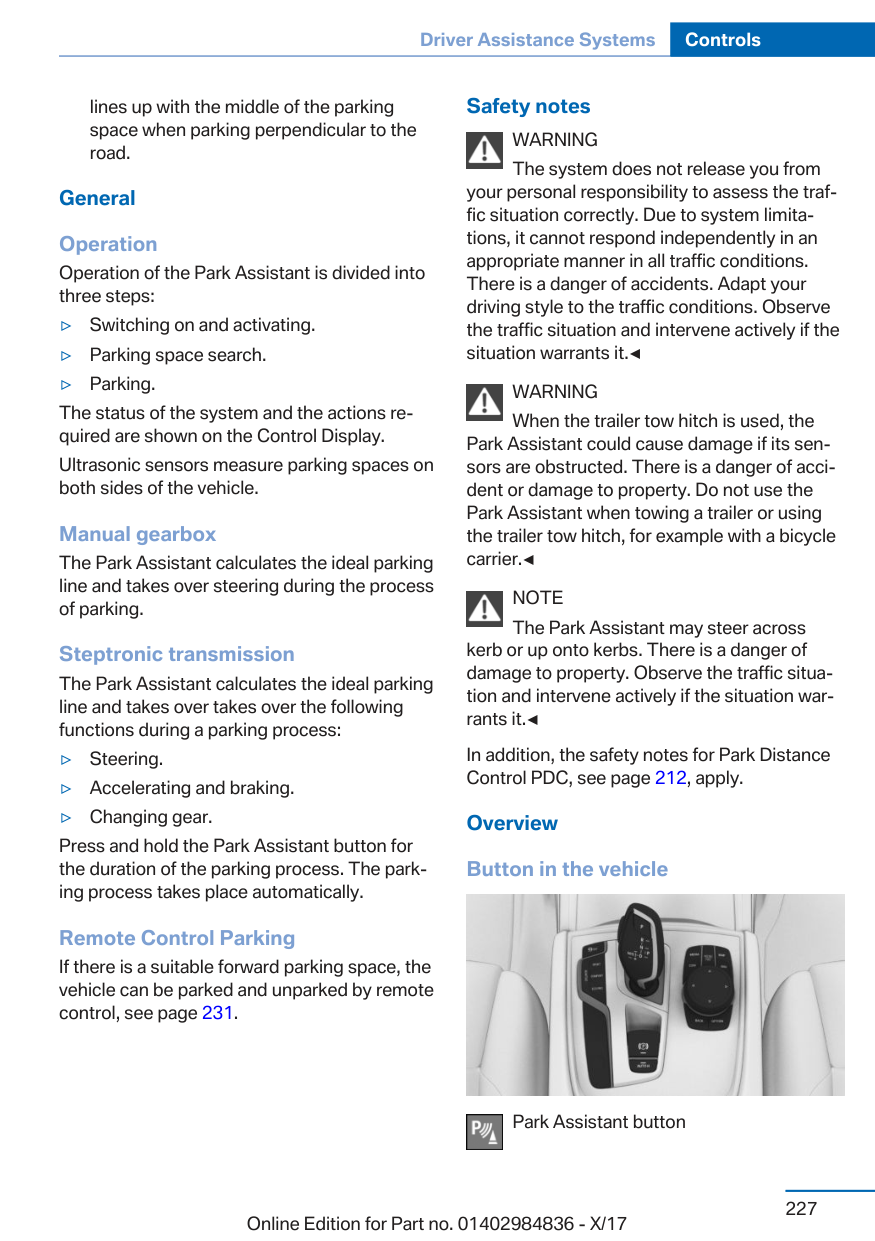 Driver Assistance Systems Controls
lines up with the middle of the parking
space when parking perpendicular to the
road.
General
Operation
Operation of the Park Assistant is divided into
three steps:
▷ Switching on and activating.
▷ Parking space search.
▷ Parking.
The status of the system and the actions re-
quired are shown on the Control Display.
Ultrasonic sensors measure parking spaces on
both sides of the vehicle.
Manual gearbox
The Park Assistant calculates the ideal parking
line and takes over steering during the process
of parking.
Steptronic transmission
The Park Assistant calculates the ideal parking
line and takes over takes over the following
functions during a parking process:
▷ Steering.
▷ Accelerating and braking.
▷ Changing gear.
Press and hold the Park Assistant button for
the duration of the parking process. The park-
ing process takes place automatically.
Remote Control Parking
If there is a suitable forward parking space, the
vehicle can be parked and unparked by remote
control, see page 231.
Safety notes
WARNING
The system does not release you from
your personal responsibility to assess the traf-
fic situation correctly. Due to system limita-
tions, it cannot respond independently in an
appropriate manner in all traffic conditions.
There is a danger of accidents. Adapt your
driving style to the traffic conditions. Observe
the traffic situation and intervene actively if the
situation warrants it.◄
WARNING
When the trailer tow hitch is used, the
Park Assistant could cause damage if its sen-
sors are obstructed. There is a danger of acci-
dent or damage to property. Do not use the
Park Assistant when towing a trailer or using
the trailer tow hitch, for example with a bicycle
carrier.◄
NOTE
The Park Assistant may steer across
kerb or up onto kerbs. There is a danger of
damage to property. Observe the traffic situa-
tion and intervene actively if the situation war-
rants it.◄
In addition, the safety notes for Park Distance
Control PDC, see page 212, apply.
Overview
Button in the vehicle
P
Park Assistant button
227
Online Edition for Part no. 01402984836 - X/17